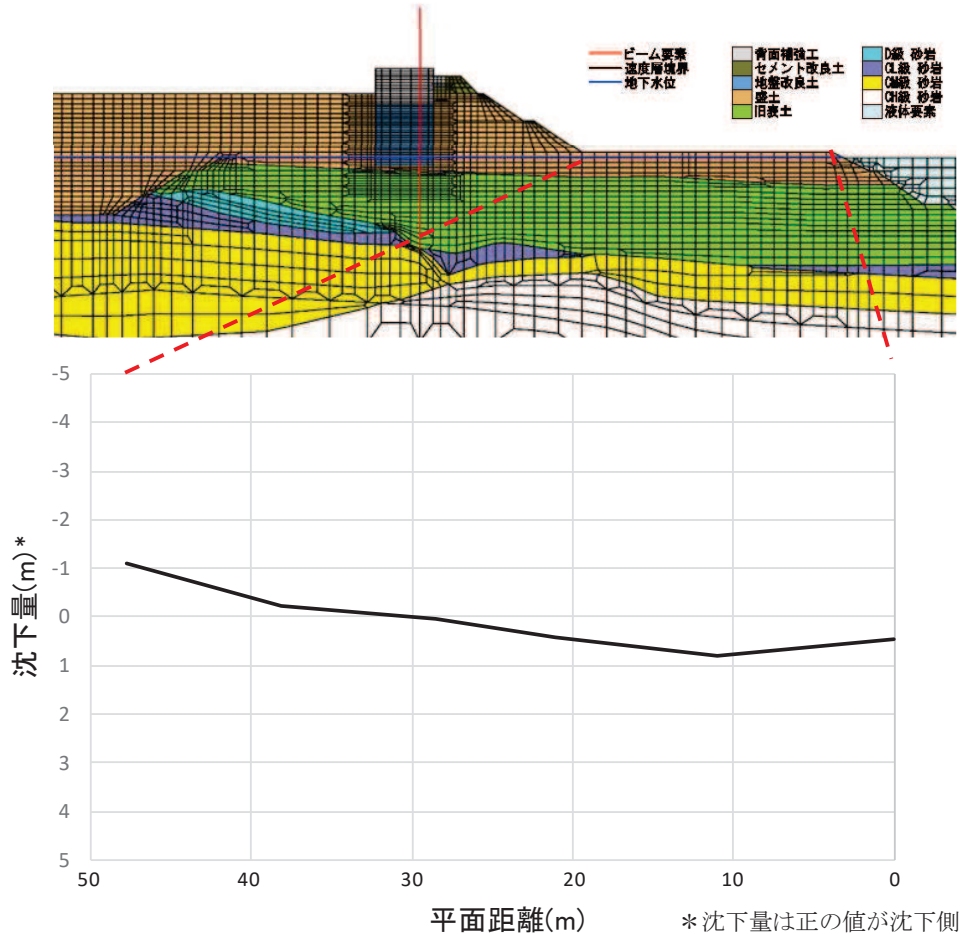 ビーム要素
速度層境界
地下水位
背面補強工
セメント改良土
地盤改良土
盛土
旧表土
D級 砂岩
CL級 砂岩
CM級 砂岩
CH級 砂岩
液体要素
沈下量(m)*
-5
-4
-3
-2
-1
0
1
2
3
4
5
50
40
30
20
10
0
平面距離(m)
*沈下量は正の値が沈下側